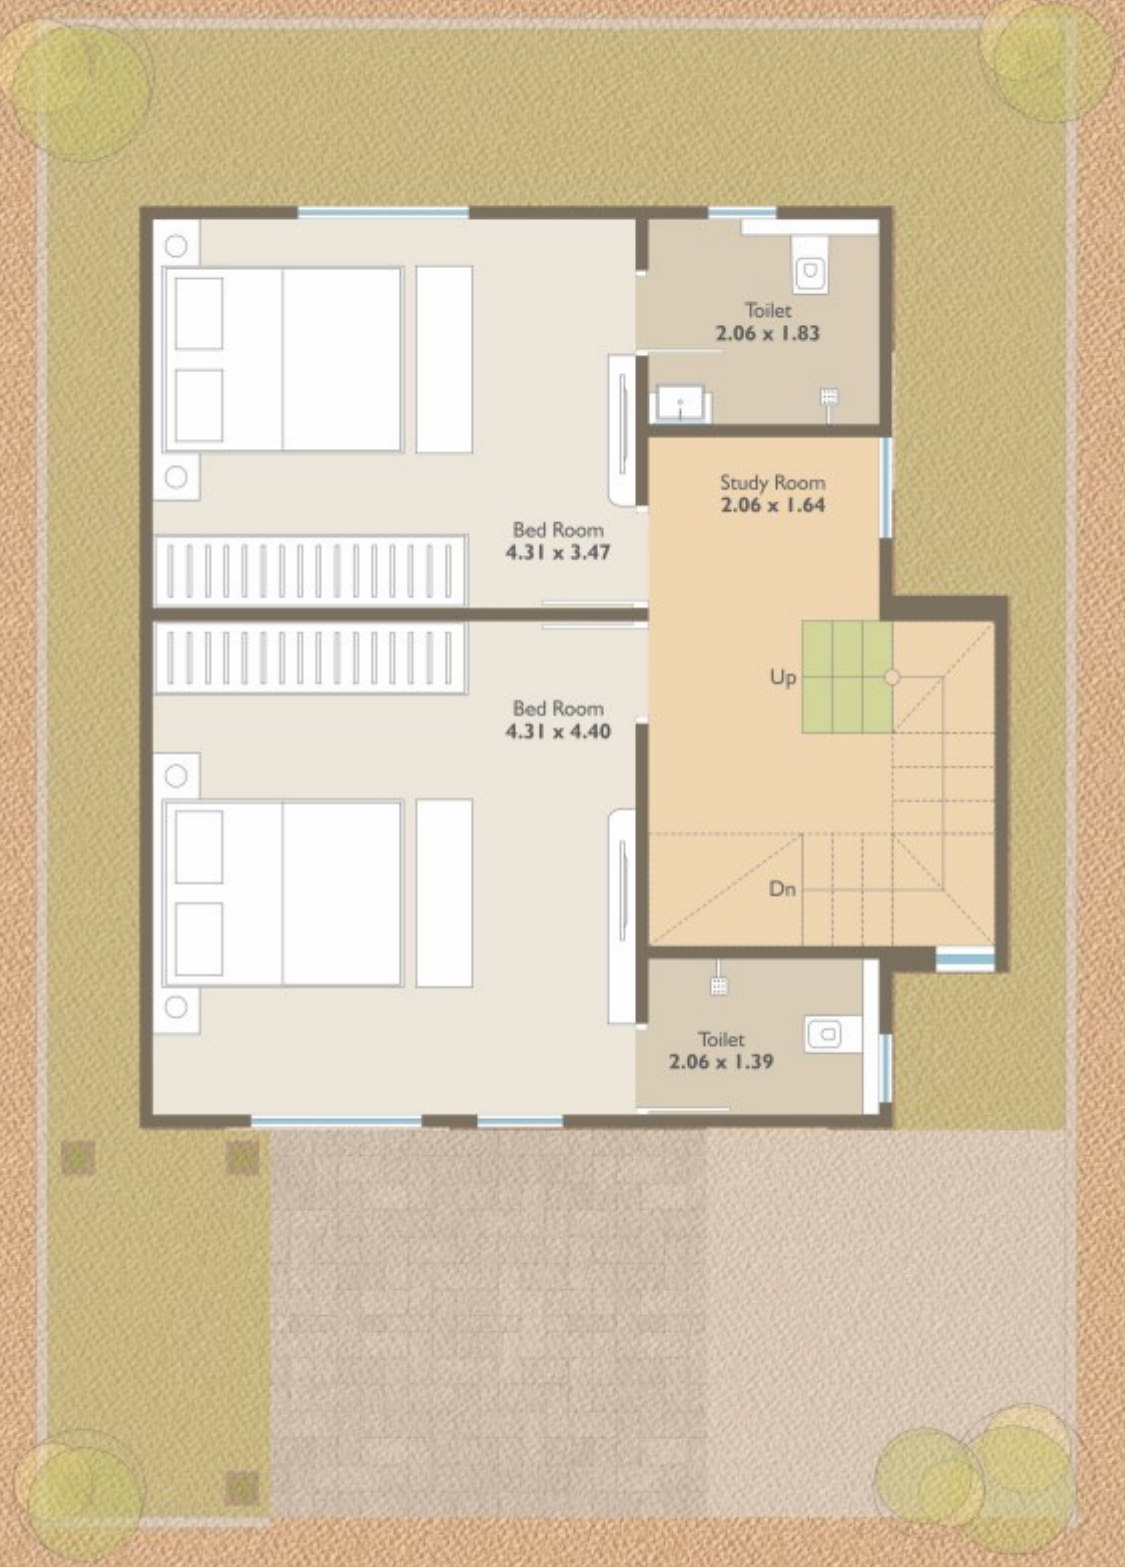 Toilet
2.06 x 1.83
Study Room
2.06 x 1.64
Bed Room
4.31 x 3.47
Up
Bed Room
4.31 x 4.40
Dn
Toilet
2.06 x 1.39